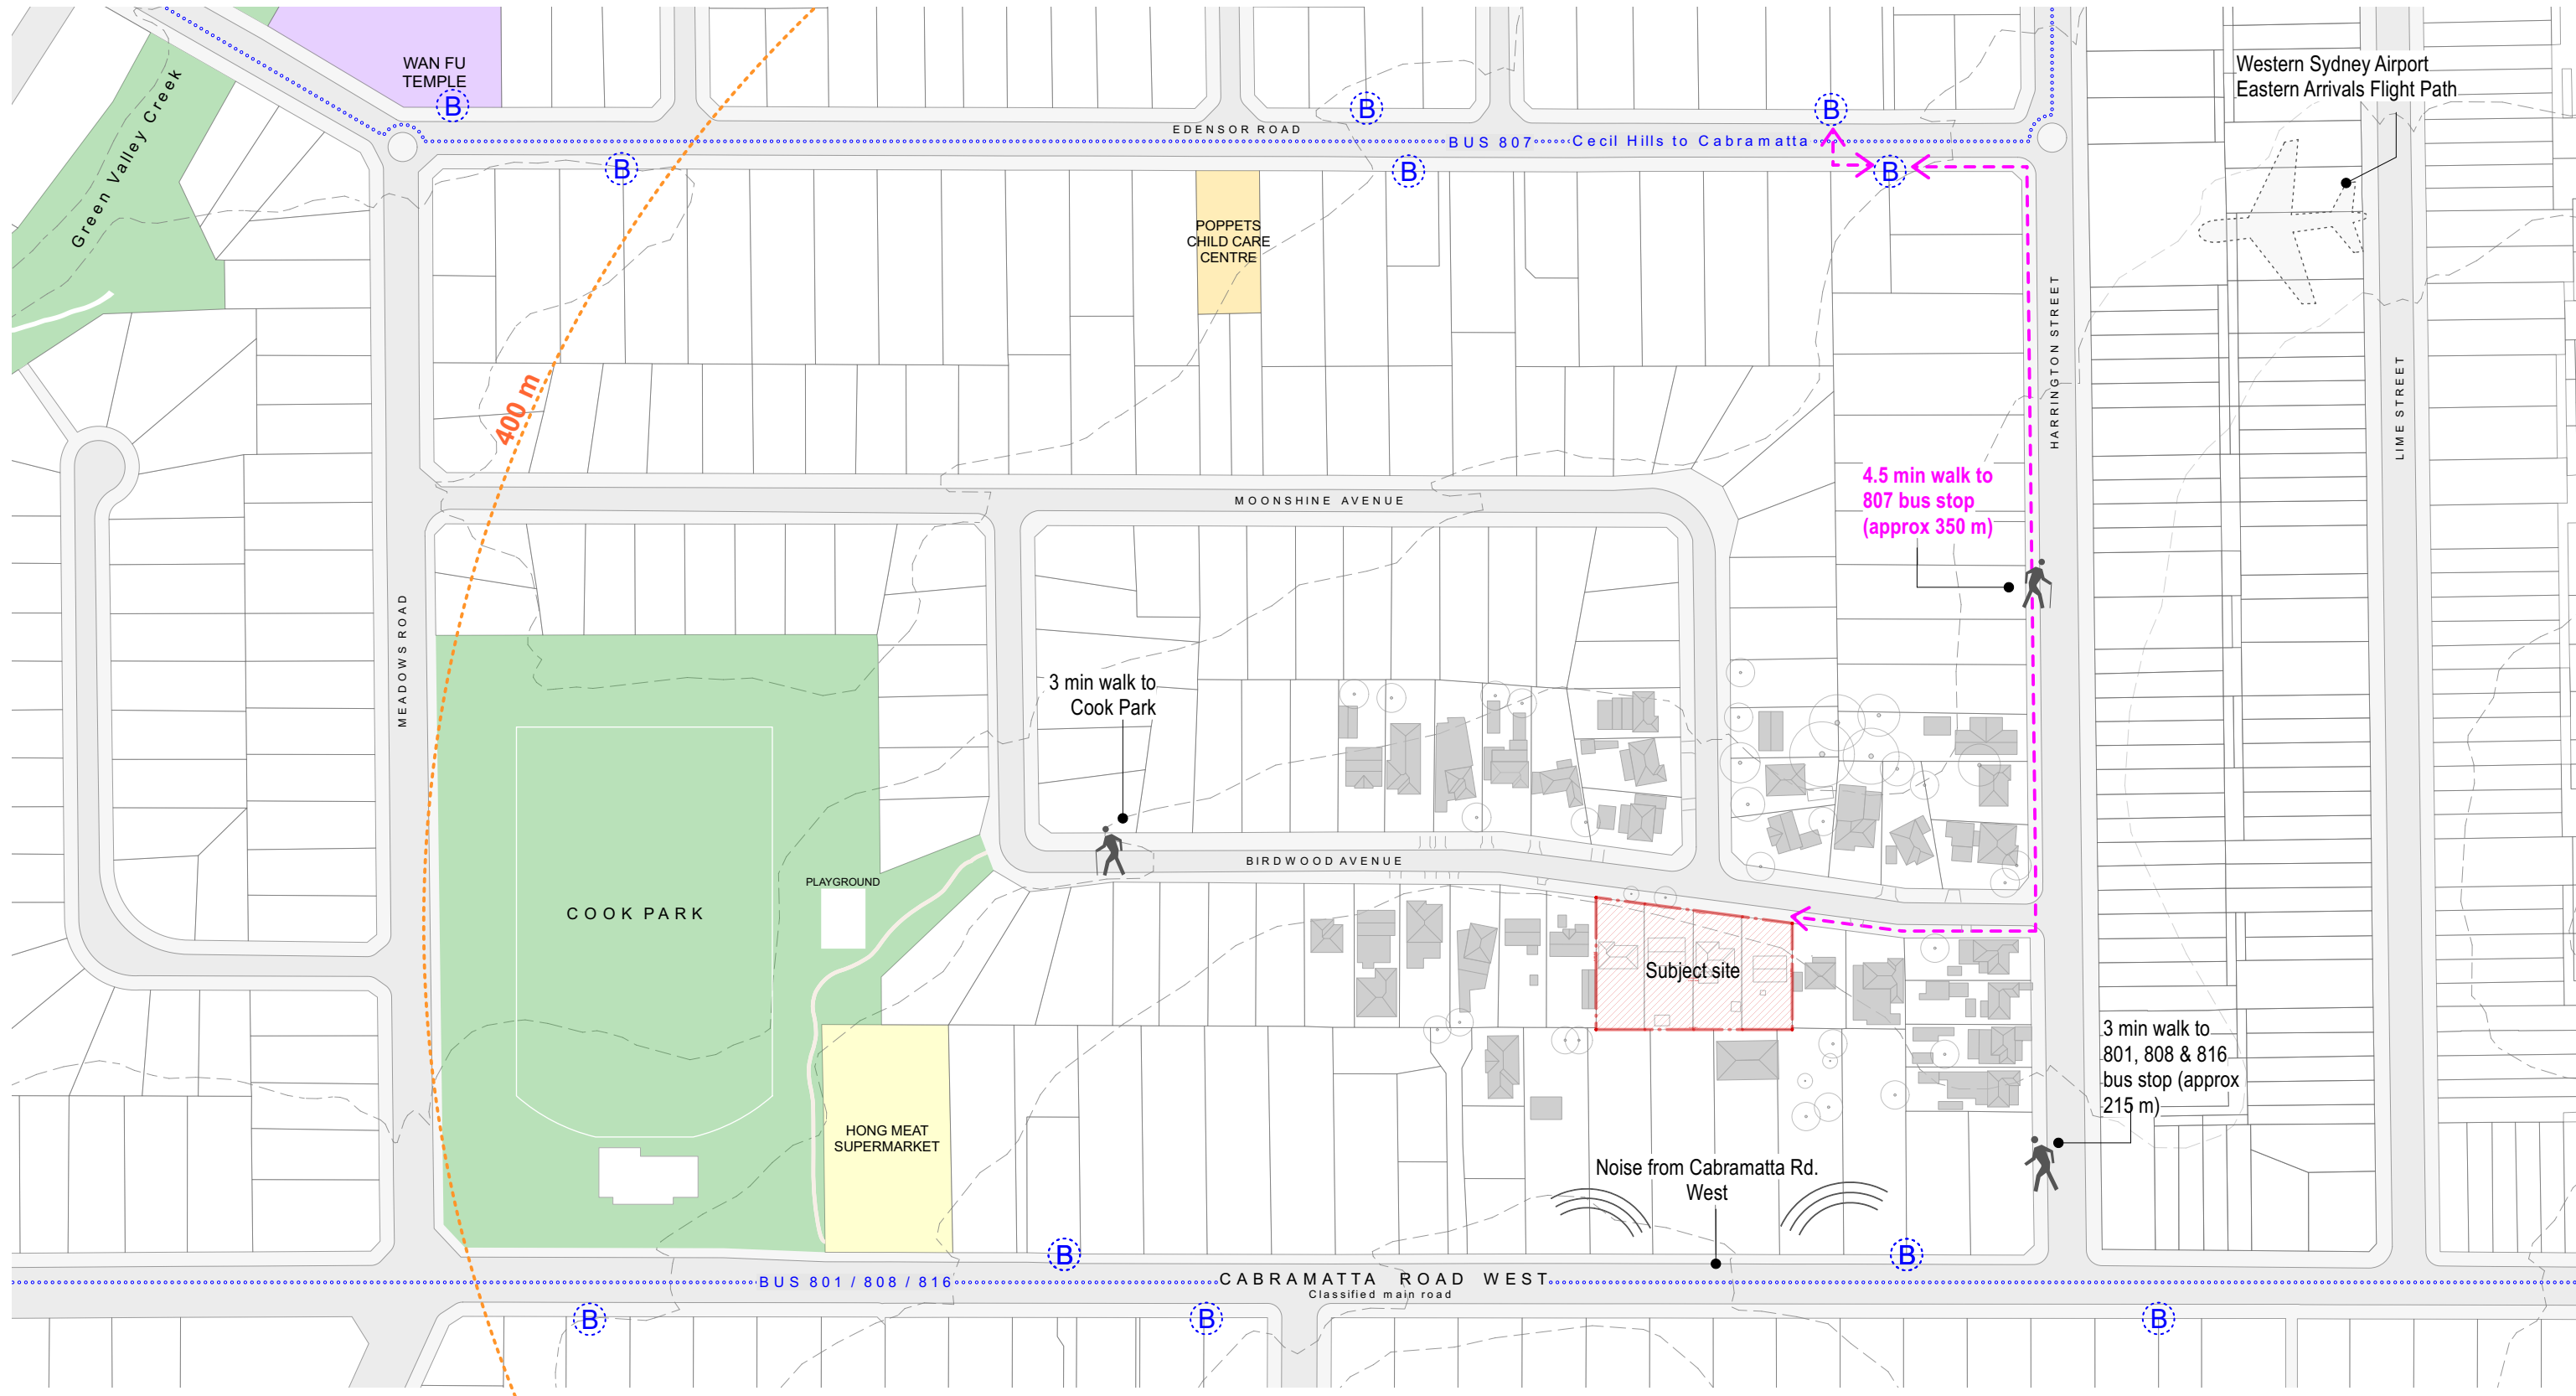 WAN FU
TEMPLE
B
B
B
Western Sydney Airport
Eastern Arrivals Flight Path
Green Valley Creek
EDENSOR ROAD
BUS 807
Cecil Hills to Cabramatta
B
B
B
POPPETS
CHILD CARE
CENTRE
HARRINGTON STREET
LIME STREET
400 m
4.5 min walk to
807 bus stop
(approx 350 m)
MOONSHINE AVENUE
MEADOWS ROAD
3 min walk to
Cook Park
BIRDWOOD AVENUE
PLAYGROUND
COOK PARK
Subject site
3 min walk to
801, 808 & 816
bus stop (approx
215 m)
HONG MEAT
SUPERMARKET
Noise from Cabramatta Rd.
West
B
B
BUS 801 / 808 / 816
CABRAMATTA ROAD WEST
Classified main road
B
B
B